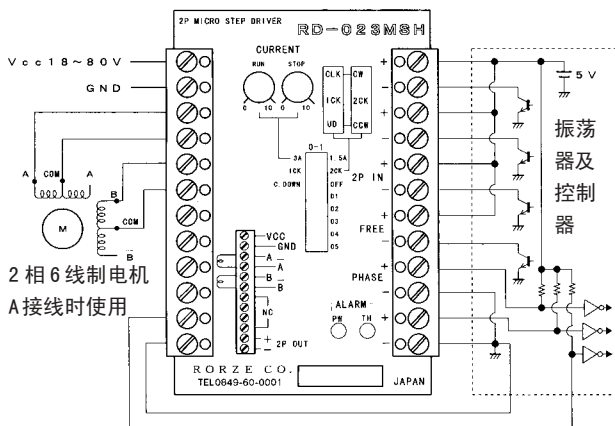 2P MICRO STEP DRIVER
RD-023MSH
Vcc18~80V
GND
CURRENT
RUN STOP
0 10 0 10
CLK CW
1CK 2CK
UD CCW
0-1
3A 1.5A
1CK 2CK
C.DOWN OFF
D1
D2
D3
D4
D5
+
-
+
-
+
-
+
-
+
-
+
-
2P IN
FREE
PHASE
5V
振荡
器及
控制
器
A COM A
B
COM
B
M
2相6线制电机
A接线时使用
VCC
GND
A
A
B
B
NC
+
-
2P OUT
ALARM
PW TH
RORZE CO.
TEL0849-60-0001
JAPAN